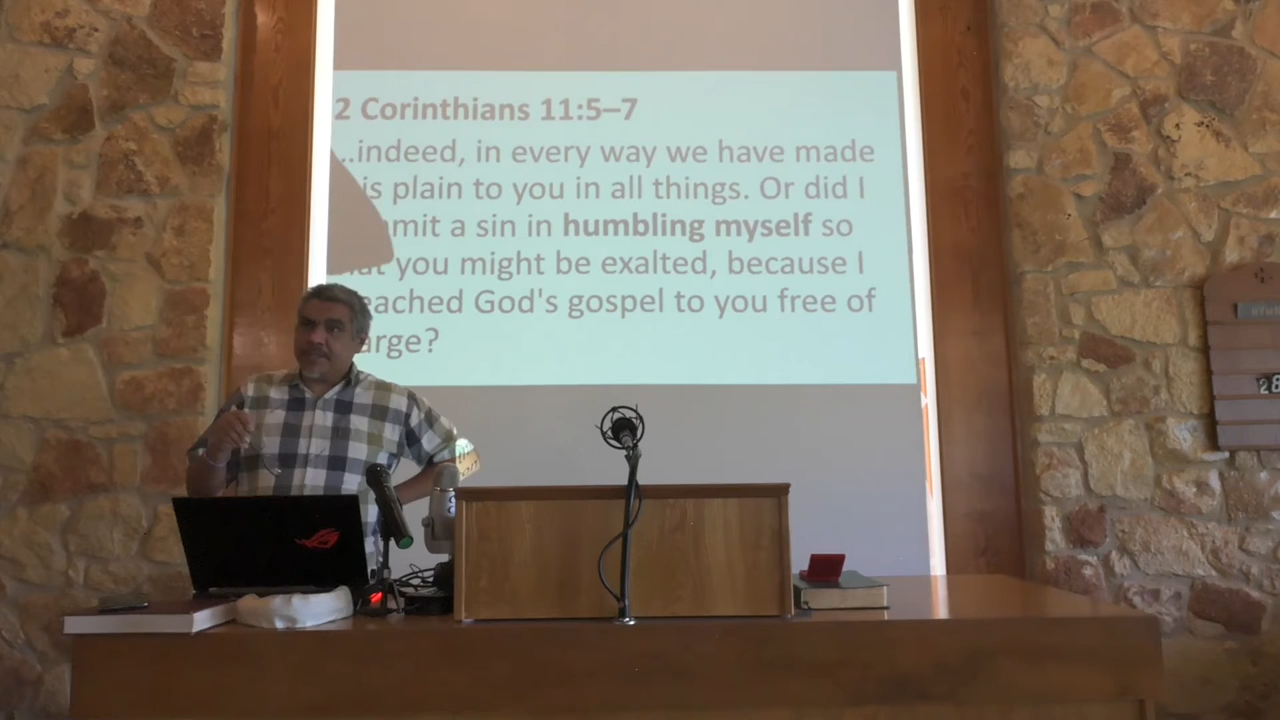 2 Corinthians 11:5–7
..indeed, in every way we have made
is plain to you in all things. Or did I
mit a sin in humbling myself so
you might be exalted, because I
eached God's gospel to you free of
arge?
28